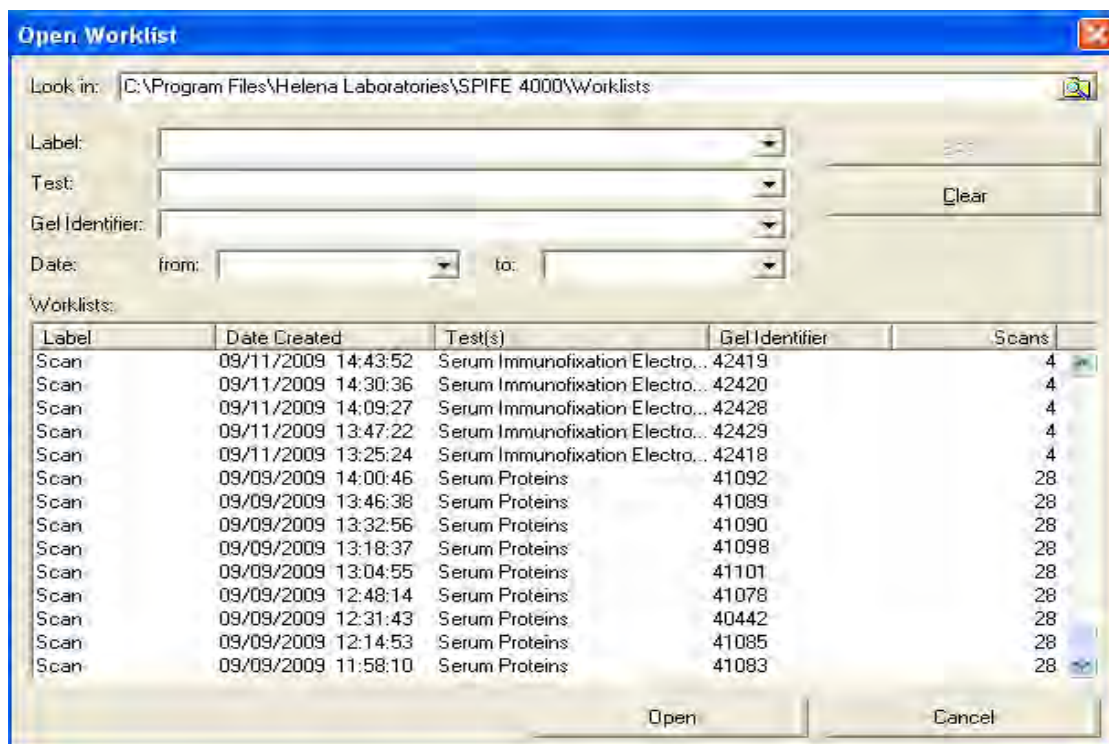 Open Worklist
Look in: C:\Program Files\Helena Laboratories\SPIFE 4000\Worklists
Label:
Test:
Clear
Gel Identifier:
Date: from: to:
Worklists:
Label Date Created Test(s) Gel Identifier Scans
Scan 09/11/2009 14:43:52 Serum Immunofixation Electro... 42419 4
Scan 09/11/2009 14:30:36 Serum Immunofixation Electro... 42420 4
Scan 09/11/2009 14:09:27 Serum Immunofixation Electro... 42428 4
Scan 09/11/2009 13:47:22 Serum Immunofixation Electro... 42429 4
Scan 09/11/2009 13:25:24 Serum Immunofixation Electro... 42418 4
Scan 09/09/2009 14:00:46 Serum Proteins 41092 28
Scan 09/09/2009 13:46:38 Serum Proteins 41089 28
Scan 09/09/2009 13:32:56 Serum Proteins 41090 28
Scan 09/09/2009 13:18:37 Serum Proteins 41098 28
Scan 09/09/2009 13:04:55 Serum Proteins 41101 28
Scan 09/09/2009 12:48:14 Serum Proteins 41078 28
Scan 09/09/2009 12:31:43 Serum Proteins 40442 28
Scan 09/09/2009 12:14:53 Serum Proteins 41085 28
Scan 09/09/2009 11:58:10 Serum Proteins 41083 28
Open Cancel